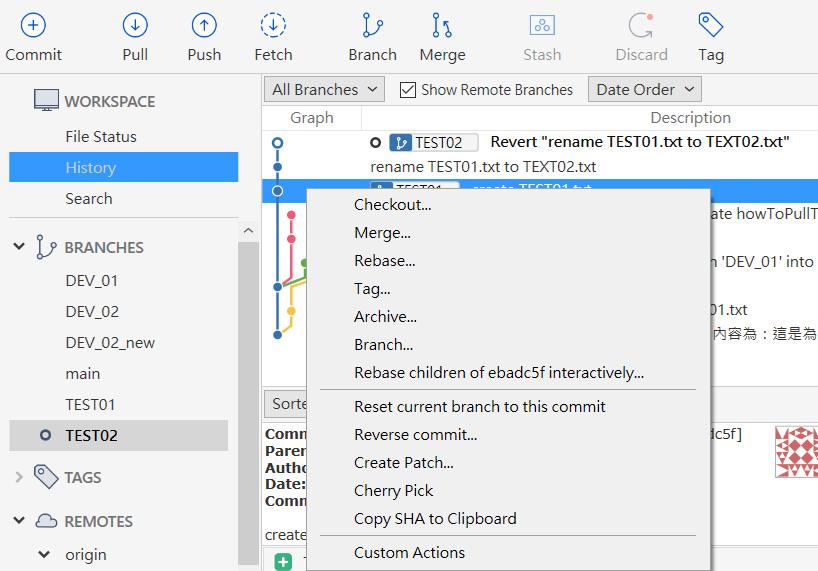 Commit Pull Push Fetch Branch Merge Stash Discard Tag
All Branches Show Remote Branches Date Order
Graph Description
WORKSPACE
File Status
History
Search
BRANCHES
DEV_01
DEV_02
DEV_02_new
main
TEST01
TEST02
TAGS
REMOTES
origin
TEST02 Revert "rename TEST01.txt to TEXT02.txt"
rename TEST01.txt to TEXT02.txt
TEST01 create TEST01.txt
ate howToPullT
'DEV_01' into
01.txt
內容為：這是為
Checkout...
Merge...
Rebase...
Tag...
Archive...
Branch...
Rebase children of ebadc5f interactively...
Reset current branch to this commit
Reverse commit...
Create Patch...
Cherry Pick
Copy SHA to Clipboard
Custom Actions
Sorte
Comm dc5f]
Paren
Autho
Date:
Comm
create